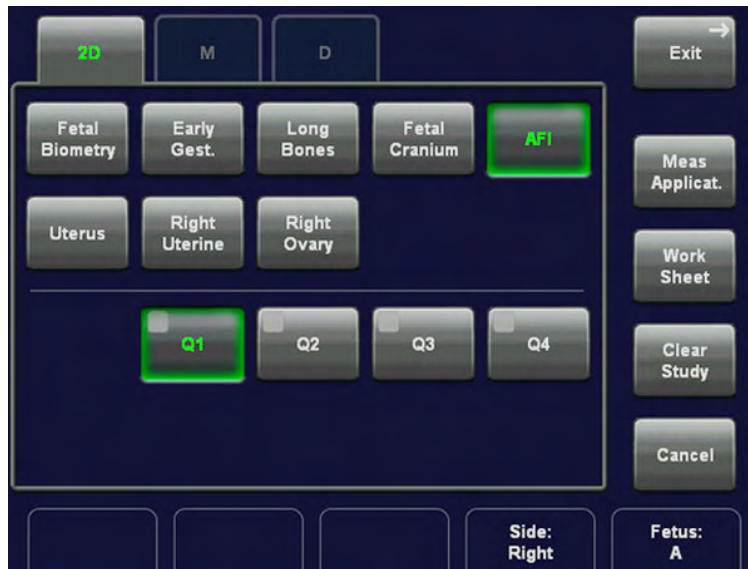 2D
M
D
Exit
Fetal
Biometry
Early
Gest.
Long
Bones
Fetal
Cranium
AFI
Meas
Applicat.
Uterus
Right
Uterine
Right
Ovary
Work
Sheet
Q1
Q2
Q3
Q4
Clear
Study
Cancel
Side:
Right
Fetus:
A